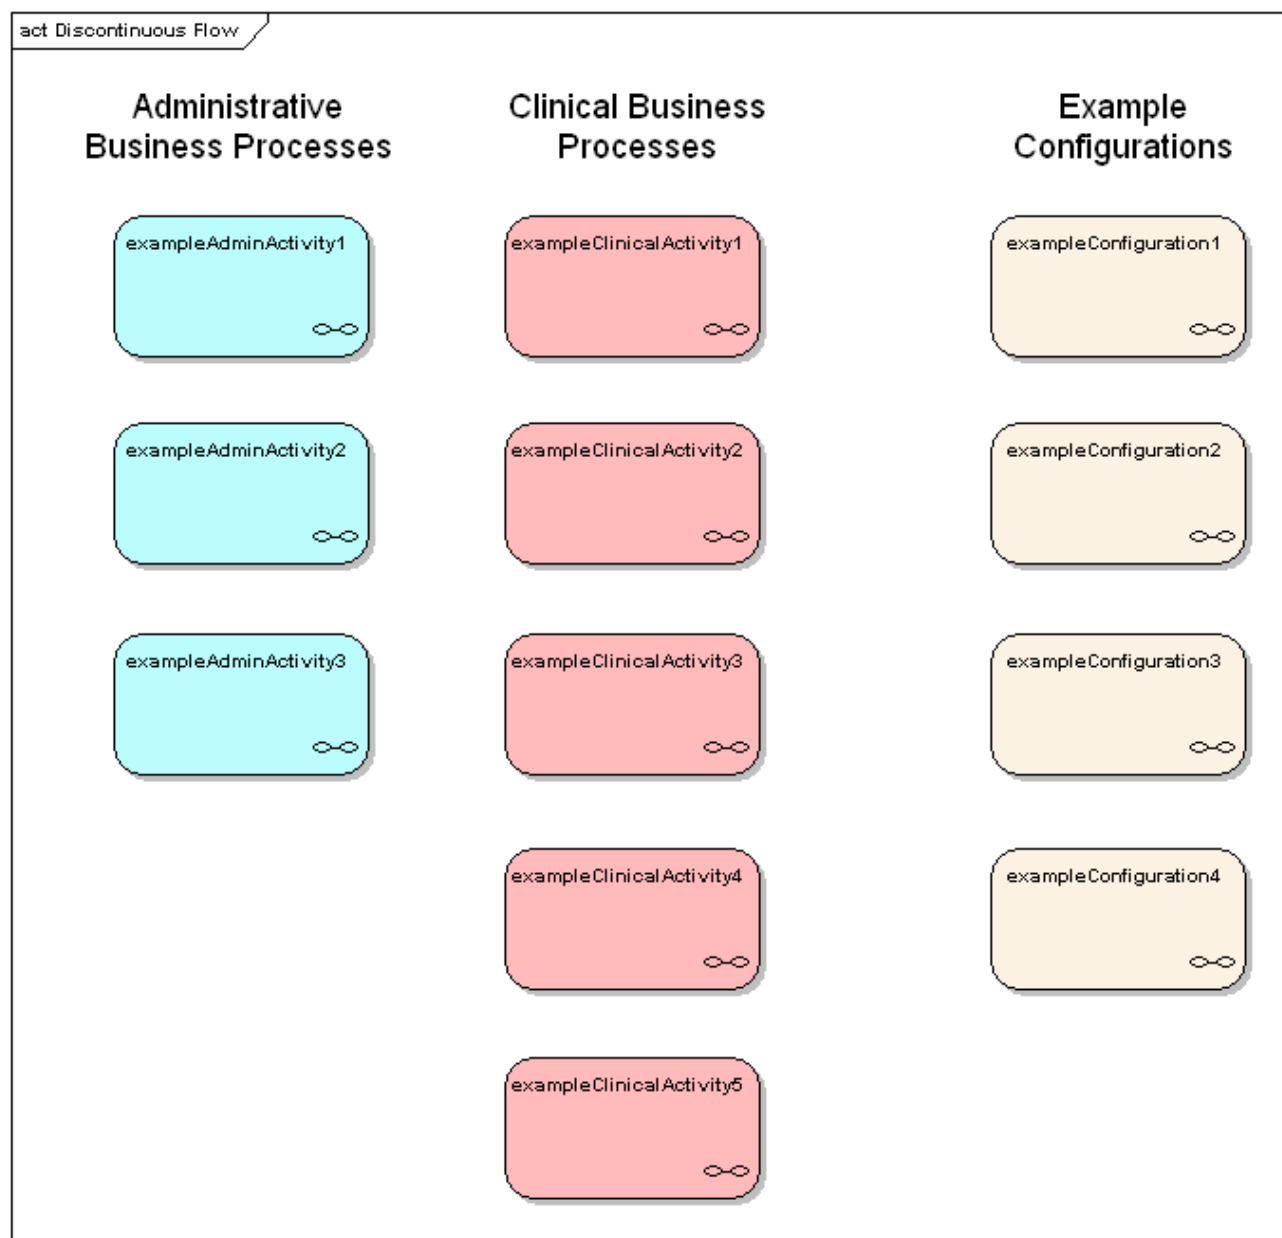 act Discontinuous Flow
Administrative
Business Processes
Clinical Business
Processes
Example
Configurations
exampleAdminActivity1
exampleClinicalActivity1
exampleConfiguration1
exampleAdminActivity2
exampleClinicalActivity2
exampleConfiguration2
exampleAdminActivity3
exampleClinicalActivity3
exampleConfiguration3
exampleClinicalActivity4
exampleConfiguration4
exampleClinicalActivity5